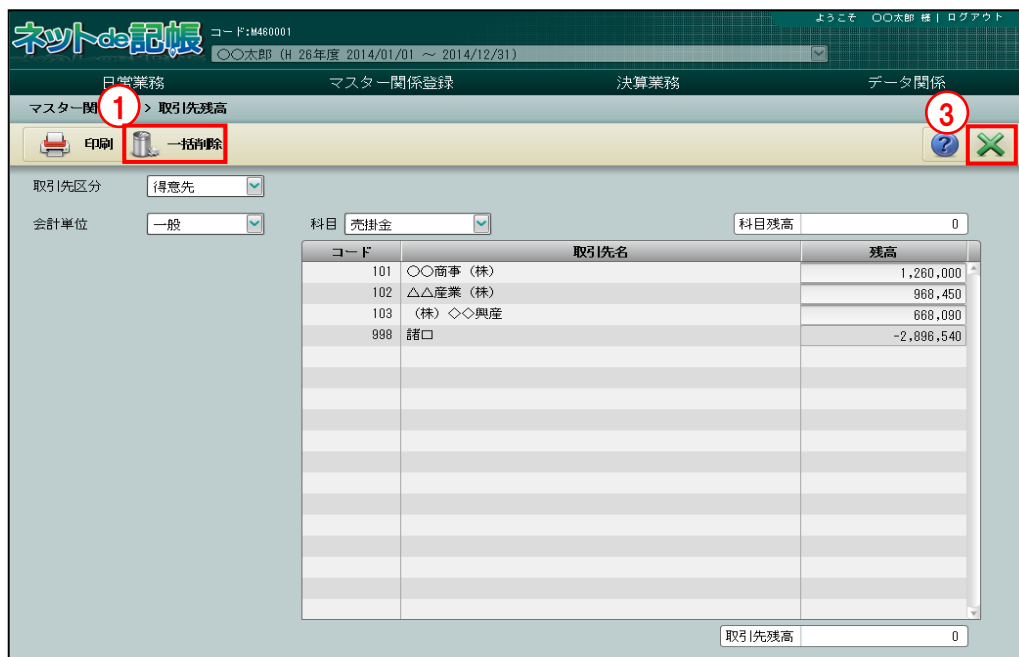 ようこそ　〇〇太郎 様 | ログアウト
ネットde記帳 コード:M460001
〇〇太郎 (H 26年度 2014/01/01 ～ 2014/12/31)
日常業務 マスター関係登録 決算業務 データ関係
マスター関 1 > 取引先残高 3
印刷 一括削除 ?
取引先区分 得意先
会計単位 一般 科目 売掛金 科目残高 0
コード 取引先名 残高
101 〇〇商事（株） 1,260,000
102 △△産業（株） 968,450
103 （株）◇◇興産 668,090
998 諸口 -2,896,540
取引先残高 0